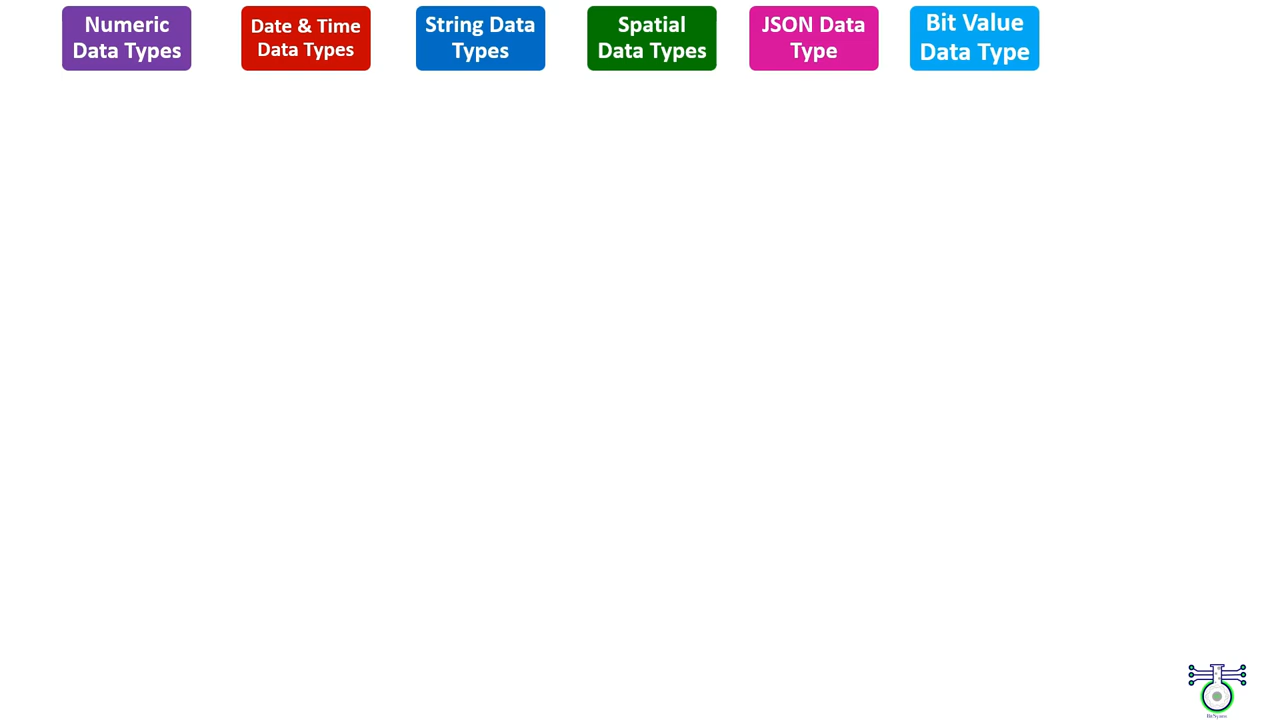 Numeric
Data Types
Date & Time
Data Types
String Data
Types
Spatial
Data Types
JSON Data
Type
Bit Value
Data Type